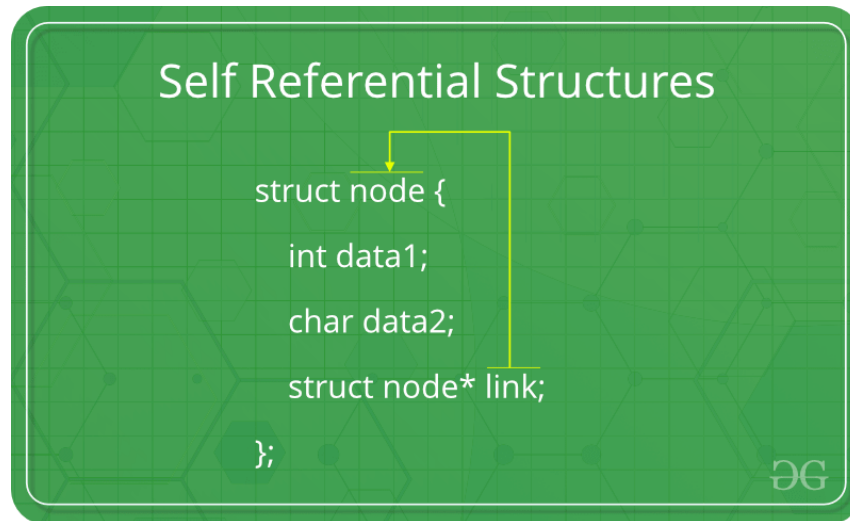 Self Referential Structures
struct node {
int data1;
char data2;
struct node* link;
};